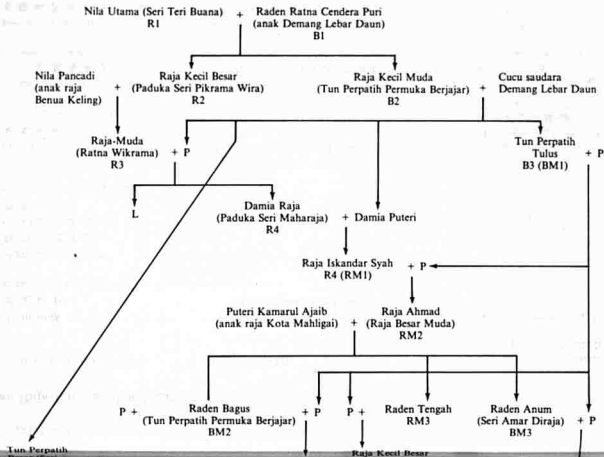 Nila Utama (Seri Teri Buana) + Raden Ratna Cendera Puri
R1 (anak Demang Lebar Daun)
B1
Nila Pancadi Raja Kecil Besar Raja Kecil Muda Cucu saudara
(anak raja + (Paduka Seri Pikrama Wira) (Tun Perpatih Permuka Berjajar) + Demang Lebar Daun
Benua Keling) R2 B2
Raja-Muda Tun Perpatih
(Ratna Wikrama) + P Tulus + P
R3 B3 (BM1)
L Damia Raja
(Paduka Seri Maharaja) + Damia Puteri
R4
Raja Iskandar Syah + P
R4 (RM1)
Puteri Kamarul Ajaib Raja Ahmad
(anak raja Kota Mahligai) + (Raja Besar Muda)
RM2
P + Raden Bagus + P P + Raden Tengah Raden Anum + P
(Tun Perpatih Permuka Berjajar) RM3 (Seri Amar Diraja)
BM2 BM3
Tun Perpatih Raja Kecil Besar